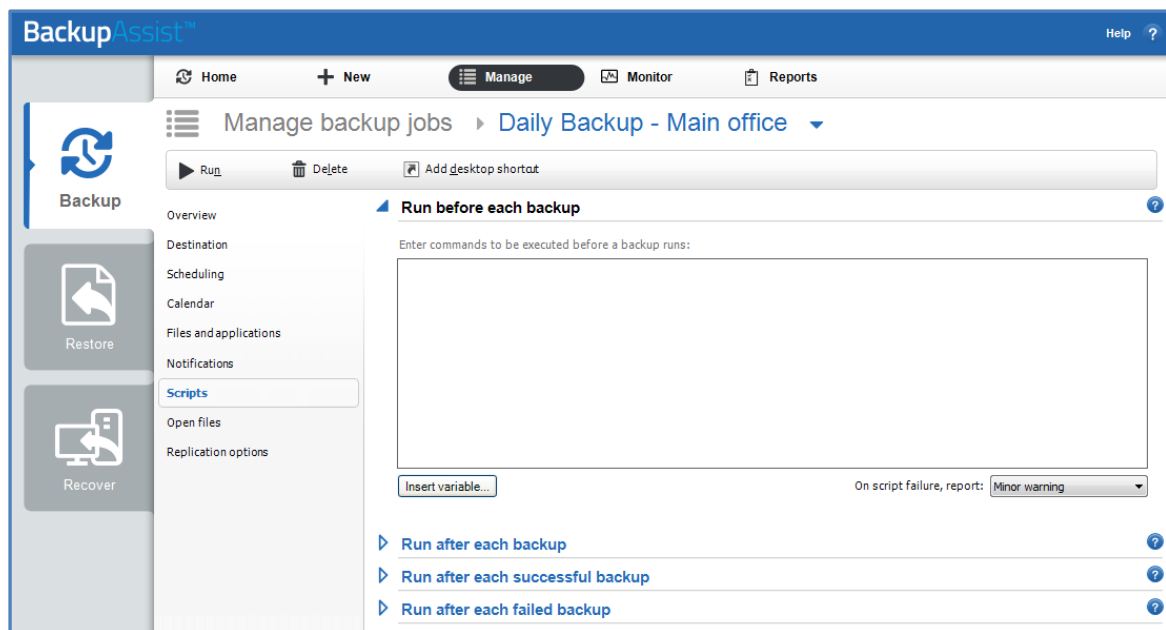 BackupAssist™
Help ?
Home New Manage Monitor Reports
Manage backup jobs Daily Backup - Main office
Run Delete Add desktop shortcut
Backup
Restore
Recover
Overview
Destination
Scheduling
Calendar
Files and applications
Notifications
Scripts
Open files
Replication options
Run before each backup ?
Enter commands to be executed before a backup runs:
Insert variable... On script failure, report: Minor warning
Run after each backup ?
Run after each successful backup ?
Run after each failed backup ?